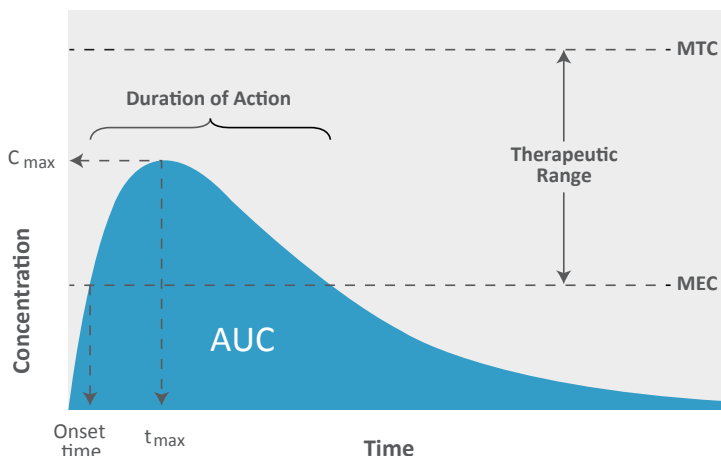 MTC
Duration of Action
C max
Therapeutic
Range
MEC
Concentration
AUC
Onset
time
t max
Time